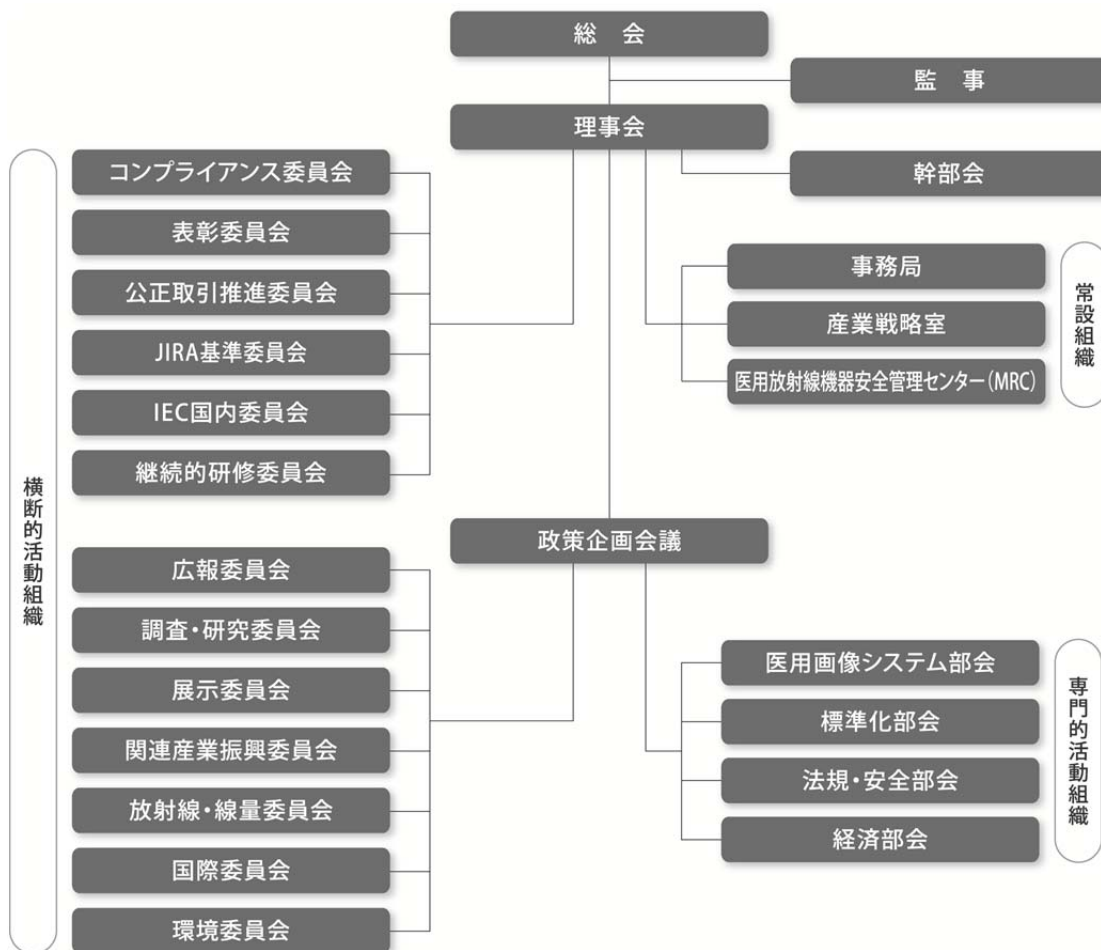 総　会
監　事
理事会
幹部会
横断的活動組織
コンプライアンス委員会
表彰委員会
公正取引推進委員会
JIRA基準委員会
IEC国内委員会
継続的研修委員会
事務局
産業戦略室
医用放射線機器安全管理センター（MRC）
常設組織
政策企画会議
広報委員会
調査・研究委員会
展示委員会
関連産業振興委員会
放射線・線量委員会
国際委員会
環境委員会
医用画像システム部会
標準化部会
法規・安全部会
経済部会
専門的活動組織